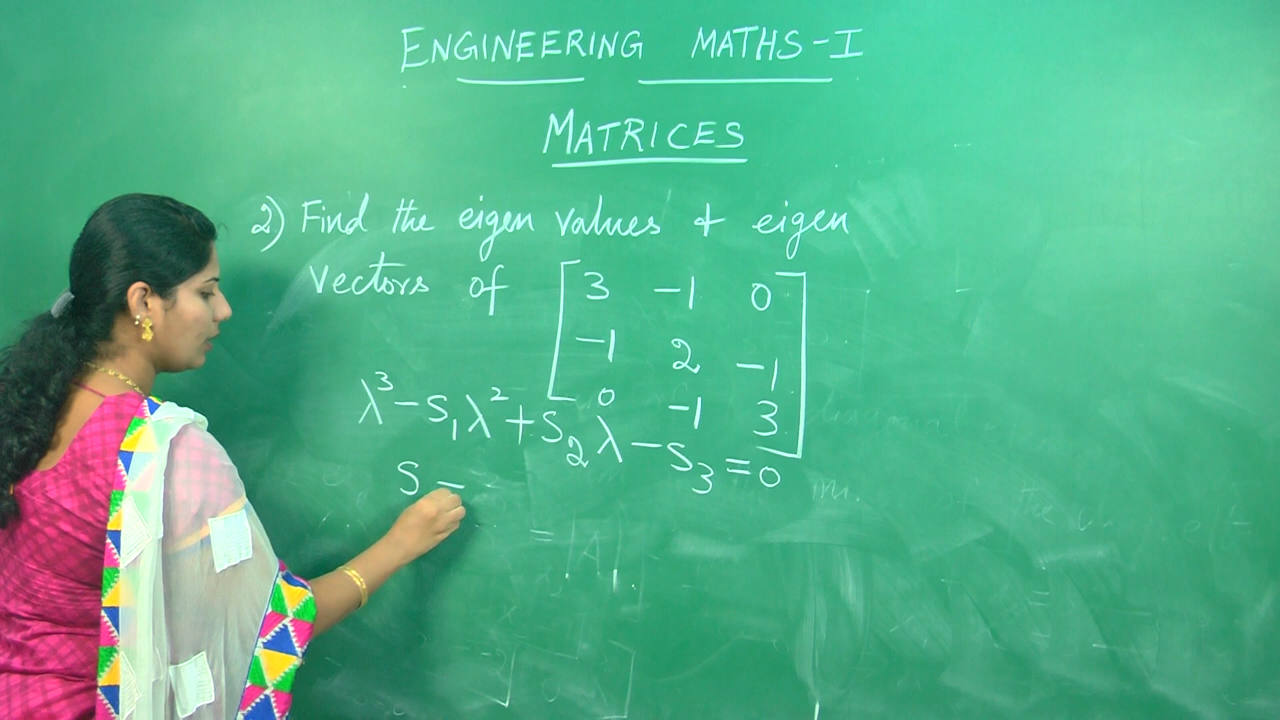 ENGINEERING MATHS-I
MATRICES
2) Find the eigen values + eigen
vectors of [3 -1 0
-1 2 -1
0 -1 3]
λ³-S₁λ²+S₂λ-S₃=0
S =
= |A|